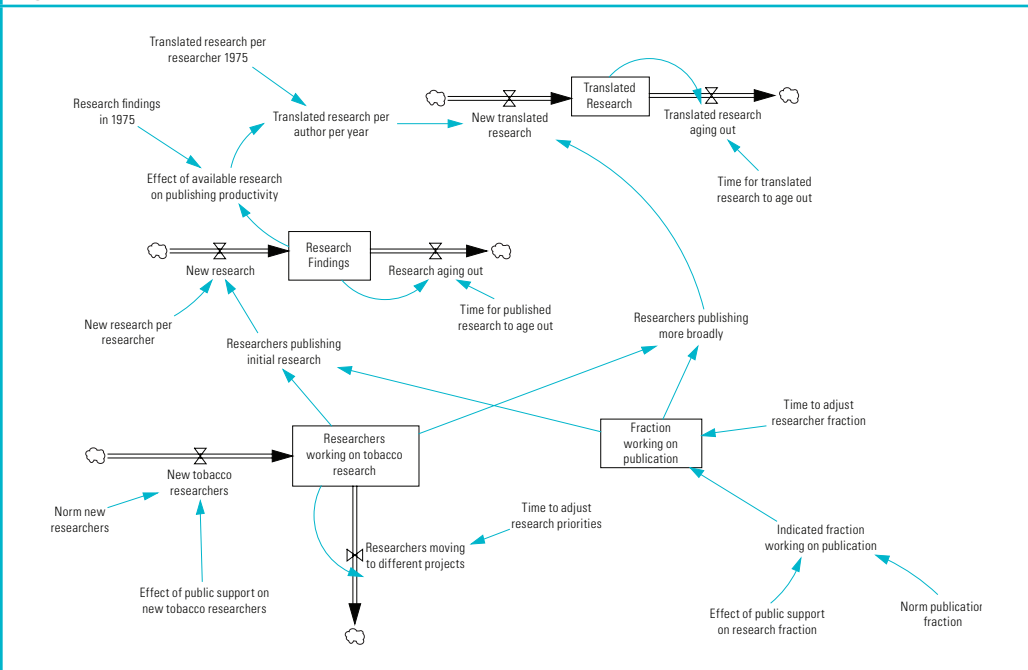 Translated research per
researcher 1975
Research findings
in 1975
Translated research per
author per year
New translated
research
Translated
Research
Translated research
aging out
Time for translated
research to age out
Effect of available research
on publishing productivity
New research
Research
Findings
Research aging out
Time for published
research to age out
New research per
researcher
Researchers publishing
initial research
Researchers publishing
more broadly
Researchers
working on tobacco
research
Fraction
working on
publication
Time to adjust
researcher fraction
New tobacco
researchers
Norm new
researchers
Time to adjust
research priorities
Researchers moving
to different projects
Indicated fraction
working on publication
Effect of public support on
new tobacco researchers
Effect of public support
on research fraction
Norm publication
fraction